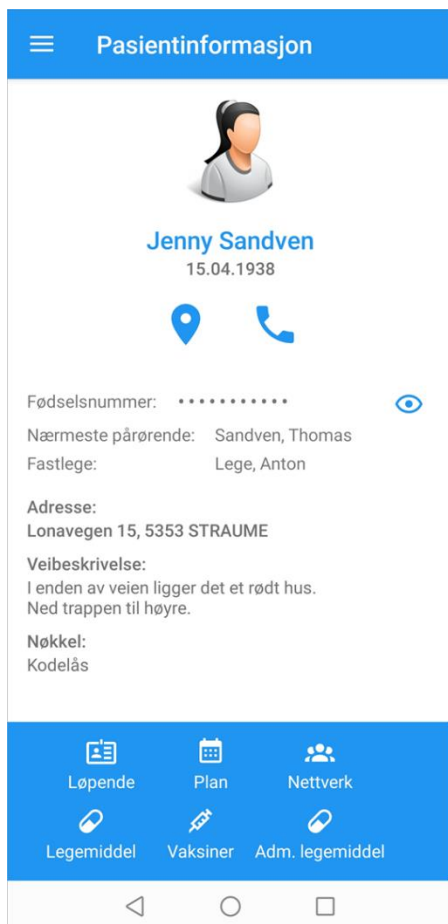 Pasientinformasjon
Jenny Sandven
15.04.1938
Fødselsnummer: •••••••••••
Nærmeste pårørende: Sandven, Thomas
Fastlege: Lege, Anton
Adresse:
Lonavegen 15, 5353 STRAUME
Veibeskrivelse:
I enden av veien ligger det et rødt hus.
Ned trappen til høyre.
Nøkkel:
Kodelås
Løpende Plan Nettverk
Legemiddel Vaksiner Adm. legemiddel